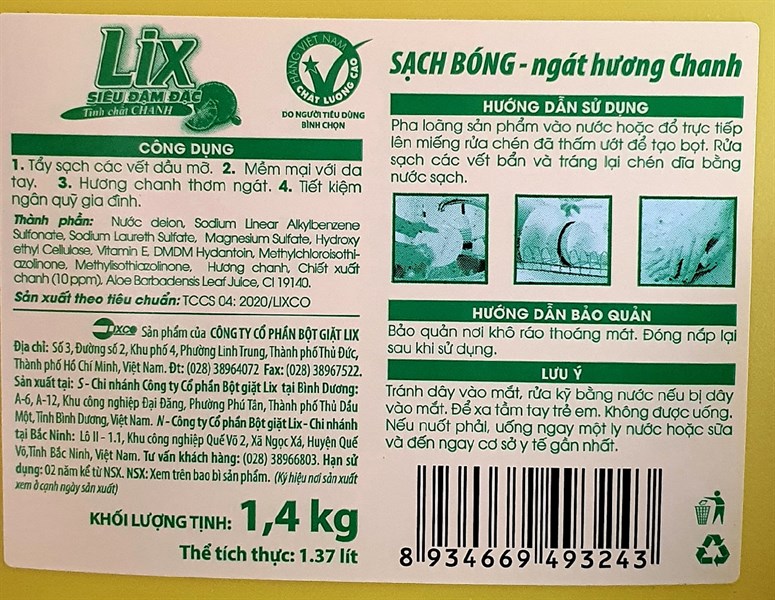 Lix
SIÊU ĐẬM ĐẶC
Tinh chất CHANH
HÀNG VIỆT NAM
CHẤT LƯỢNG CAO
DO NGƯỜI TIÊU DÙNG
BÌNH CHỌN
CÔNG DỤNG
1. Tẩy sạch các vết dầu mỡ. 2. Mềm mại với da
tay. 3. Hương chanh thơm ngát. 4. Tiết kiệm
ngân quỹ gia đình.
Thành phần: Nước deion, Sodium Linear Alkylbenzene
Sulfonate, Sodium Laureth Sulfate, Magnesium Sulfate, Hydroxy
ethyl Cellulose, Vitamin E, DMDM Hydantoin, Methylchloroisothi-
azolinone, Methylisothiazolinone, Hương chanh, Chiết xuất
chanh (10 ppm), Aloe Barbadensis Leaf Juice, CI 19140.
Sản xuất theo tiêu chuẩn: TCCS 04: 2020/LIXCO
LIXCO Sản phẩm của CÔNG TY CỔ PHẦN BỘT GIẶT LIX
Địa chỉ: Số 3, Đường số 2, Khu phố 4, Phường Linh Trung, Thành phố Thủ Đức,
Thành phố Hồ Chí Minh, Việt Nam. Đt: (028) 38964072 Fax: (028) 38967522.
Sản xuất tại: S - Chi nhánh Công ty Cổ phần Bột giặt Lix tại Bình Dương:
A-6, A-12, Khu công nghiệp Đại Đăng, Phường Phú Tân, Thành phố Thủ Dầu
Một, Tỉnh Bình Dương, Việt Nam. N - Công ty Cổ phần Bột giặt Lix - Chi nhánh
tại Bắc Ninh: Lô II - 1.1, Khu công nghiệp Quế Võ 2, Xã Ngọc Xá, Huyện Quế
Võ, Tỉnh Bắc Ninh, Việt Nam. Tư vấn khách hàng: (028) 38966803. Hạn sử
dụng: 02 năm kể từ NSX. NSX: Xem trên bao bì sản phẩm. (Ký hiệu nơi sản xuất
xem ở cạnh ngày sản xuất)
KHỐI LƯỢNG TỊNH: 1,4 kg
Thể tích thực: 1.37 lít
SẠCH BÓNG - ngát hương Chanh
HƯỚNG DẪN SỬ DỤNG
Pha loãng sản phẩm vào nước hoặc đổ trực tiếp
lên miếng rửa chén đã thấm ướt để tạo bọt. Rửa
sạch các vết bẩn và tráng lại chén dĩa bằng
nước sạch.
HƯỚNG DẪN BẢO QUẢN
Bảo quản nơi khô ráo thoáng mát. Đóng nắp lại
sau khi sử dụng.
LƯU Ý
Tránh dây vào mắt, rửa kỹ bằng nước nếu bị dây
vào mắt. Để xa tầm tay trẻ em. Không được uống.
Nếu nuốt phải, uống ngay một ly nước hoặc sữa
và đến ngay cơ sở y tế gần nhất.
8 934669 493243